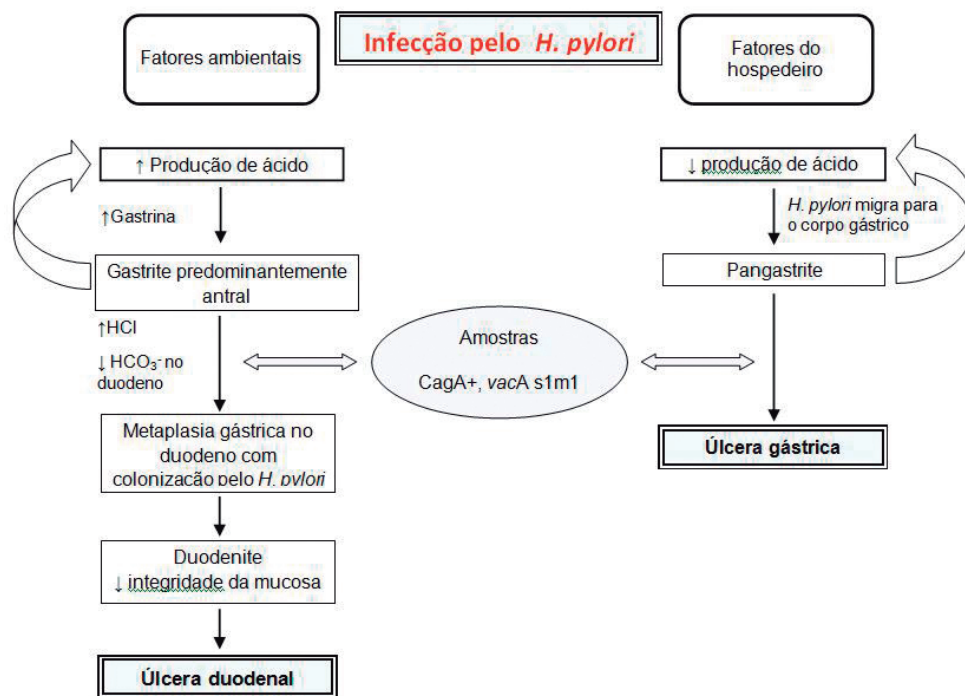 Fatores ambientais
Infecção pelo H. pylori
Fatores do
hospedeiro
↑ Produção de ácido
↑Gastrina
Gastrite predominantemente
antral
↑HCl
↓ HCO₃⁻ no
duodeno
Metaplasia gástrica no
duodeno com
colonização pelo H. pylori
Duodenite
↓ integridade da mucosa
Úlcera duodenal
Amostras
CagA+, vacA s1m1
↓ produção de ácido
H. pylori migra para
o corpo gástrico
Pangastrite
Úlcera gástrica